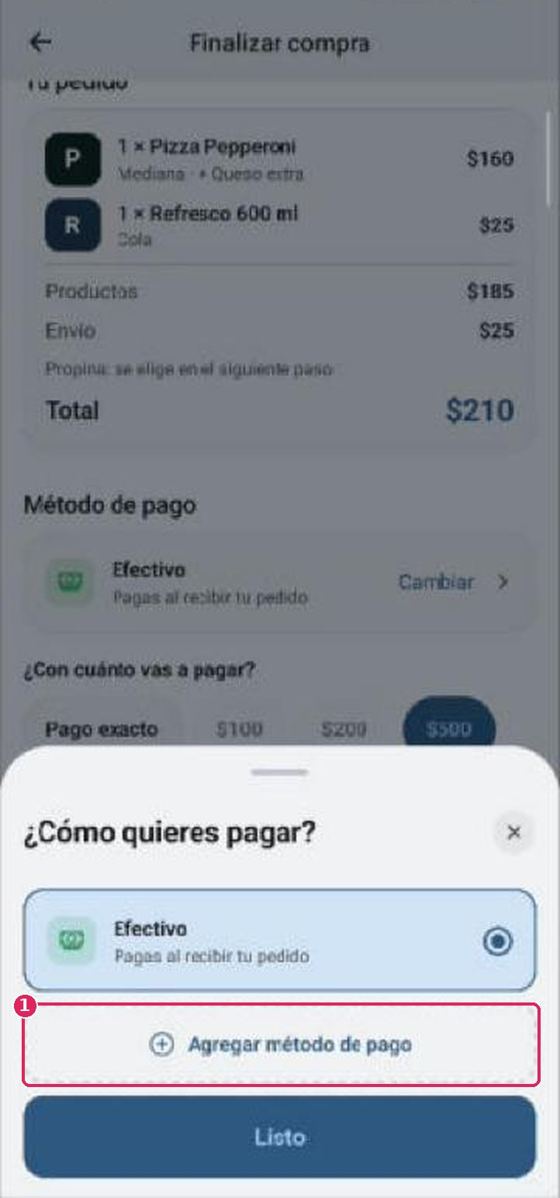 Finalizar compra
Tu pedido
P
1 × Pizza Pepperoni
$160
Mediana · + Queso extra
R
1 × Refresco 600 ml
$25
Cola
Productos
$185
Envío
$25
Propina: se elige en el siguiente paso
Total
$210
Método de pago
Efectivo
Pagas al recibir tu pedido
Cambiar
¿Con cuánto vas a pagar?
Pago exacto
$100
$200
$500
¿Cómo quieres pagar?
Efectivo
Pagas al recibir tu pedido
1
Agregar método de pago
Listo